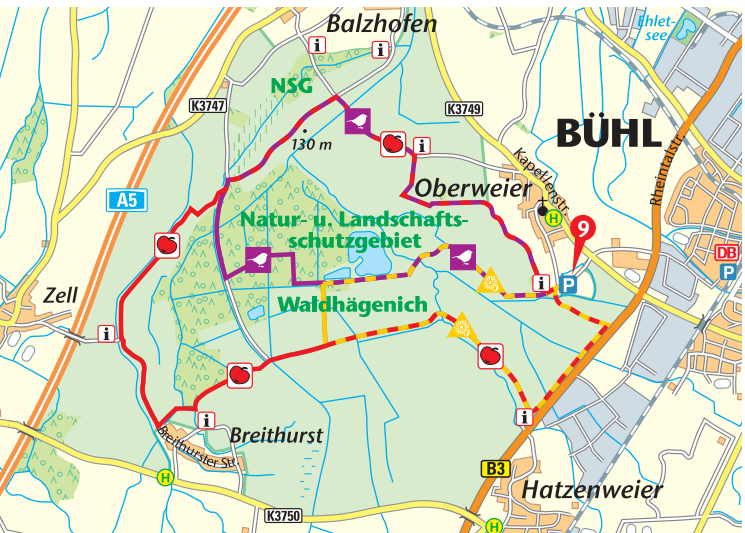 Balzhofen
Ehlet-
see
i
i
NSG
K3747
K3749
130 m
i
BÜHL
Kapellenstr.
Rheintalstr.
A5
Oberweier
H
Natur- u. Landschafts-
schutzgebiet
9
DB
P
Zell
Waldhägenich
i
P
i
i
i
Breithurst
Breithurster Str.
B3
H
Hatzenweier
K3750
H